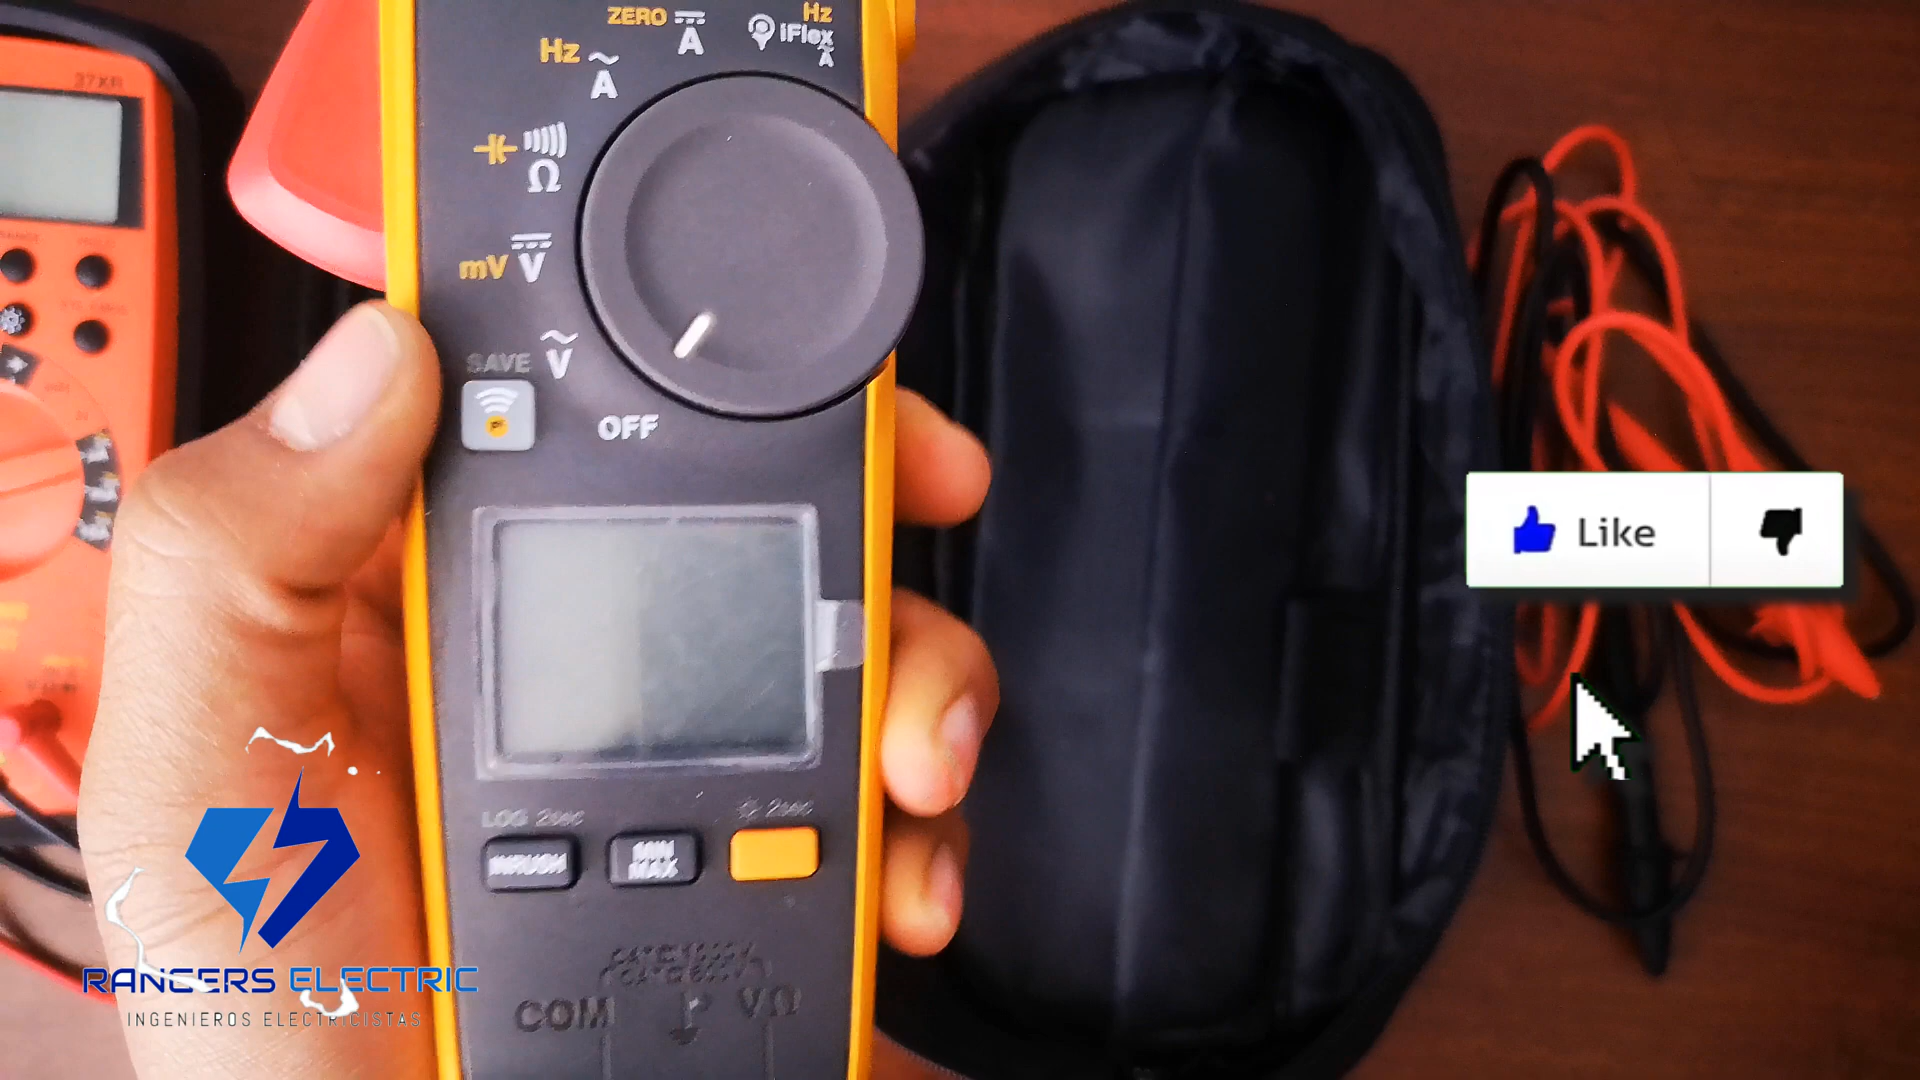 37XR
ZERO A
Hz
iFlex
A
Hz
A
Ω
mV V
V
SAVE
OFF
Like
LOG 2sec
2sec
INRUSH
MIN
MAX
COM
VΩ
RANGERS ELECTRIC
INGENIEROS ELECTRICISTAS